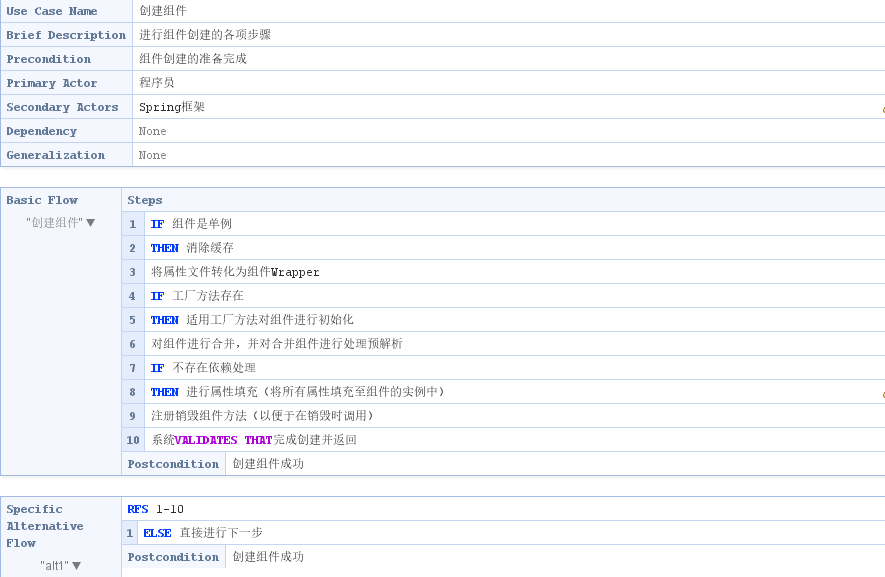 Use Case Name 创建组件
Brief Description 进行组件创建的各项步骤
Precondition 组件创建的准备完成
Primary Actor 程序员
Secondary Actors Spring框架
Dependency None
Generalization None
Basic Flow Steps
"创建组件" ▼
1 IF 组件是单例
2 THEN 消除缓存
3 将属性文件转化为组件Wrapper
4 IF 工厂方法存在
5 THEN 适用工厂方法对组件进行初始化
6 对组件进行合并，并对合并组件进行处理预解析
7 IF 不存在依赖处理
8 THEN 进行属性填充（将所有属性填充至组件的实例中）
9 注册销毁组件方法（以便于在销毁时调用）
10 系统VALIDATES THAT完成创建并返回
Postcondition 创建组件成功
Specific
Alternative
Flow
"alt1" ▼
RFS 1-10
1 ELSE 直接进行下一步
Postcondition 创建组件成功